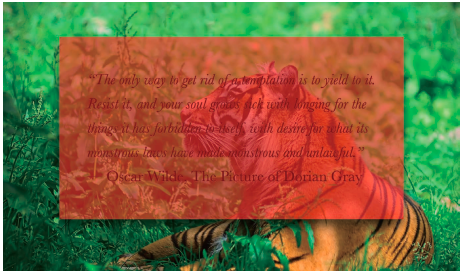 “The only way to get rid of a temptation is to yield to it.
Resist it, and your soul grows sick with longing for the
things it has forbidden to itself, with desire for what its
monstrous laws have made monstrous and unlawful.”
Oscar Wilde, The Picture of Dorian Gray